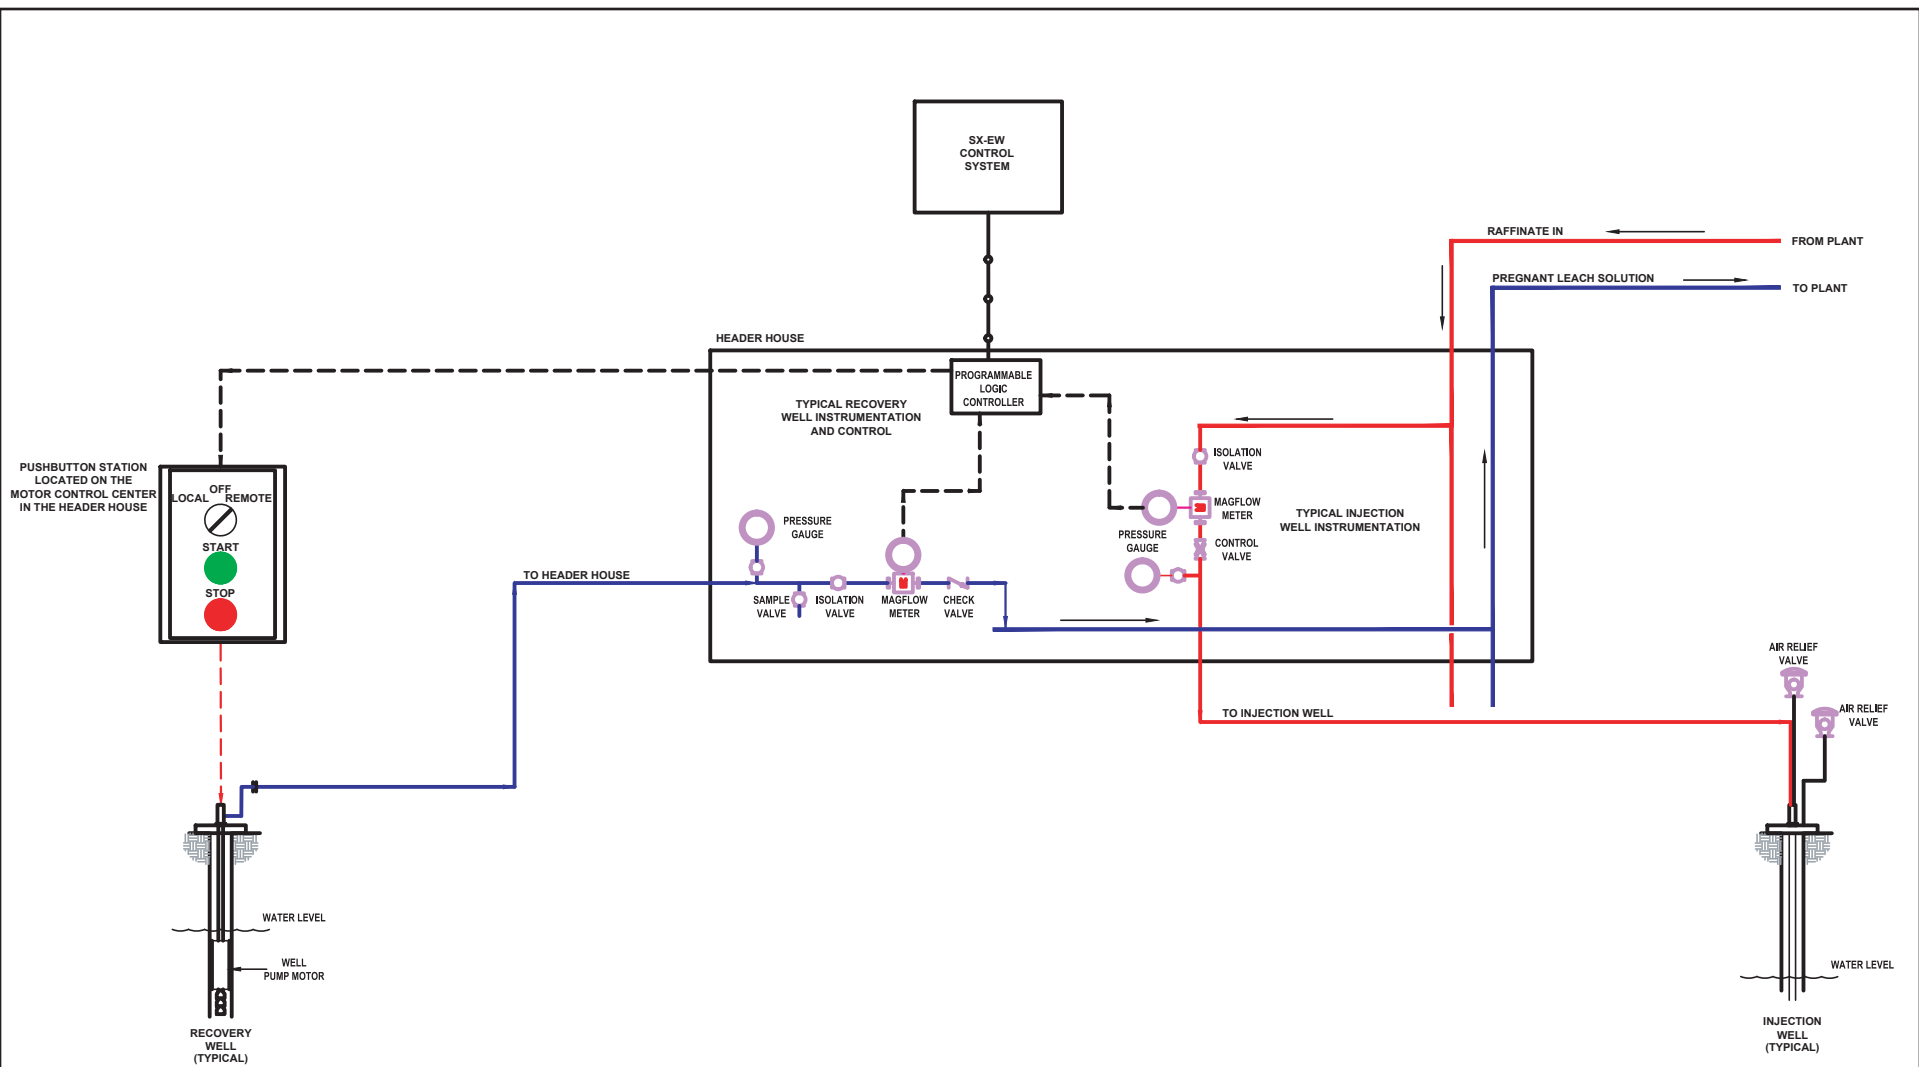 SX-EW
CONTROL
SYSTEM
RAFFINATE IN
FROM PLANT
PREGNANT LEACH SOLUTION
TO PLANT
HEADER HOUSE
PROGRAMMABLE
LOGIC
CONTROLLER
TYPICAL RECOVERY
WELL INSTRUMENTATION
AND CONTROL
PUSHBUTTON STATION
LOCATED ON THE
MOTOR CONTROL CENTER
IN THE HEADER HOUSE
OFF
LOCAL REMOTE
START
STOP
ISOLATION
VALVE
MAGFLOW
METER
TYPICAL INJECTION
WELL INSTRUMENTATION
PRESSURE
GAUGE
CONTROL
VALVE
PRESSURE
GAUGE
TO HEADER HOUSE
SAMPLE
VALVE
ISOLATION
VALVE
MAGFLOW
METER
CHECK
VALVE
AIR RELIEF
VALVE
AIR RELIEF
VALVE
TO INJECTION WELL
WATER LEVEL
WELL
PUMP MOTOR
RECOVERY
WELL
(TYPICAL)
WATER LEVEL
INJECTION
WELL
(TYPICAL)